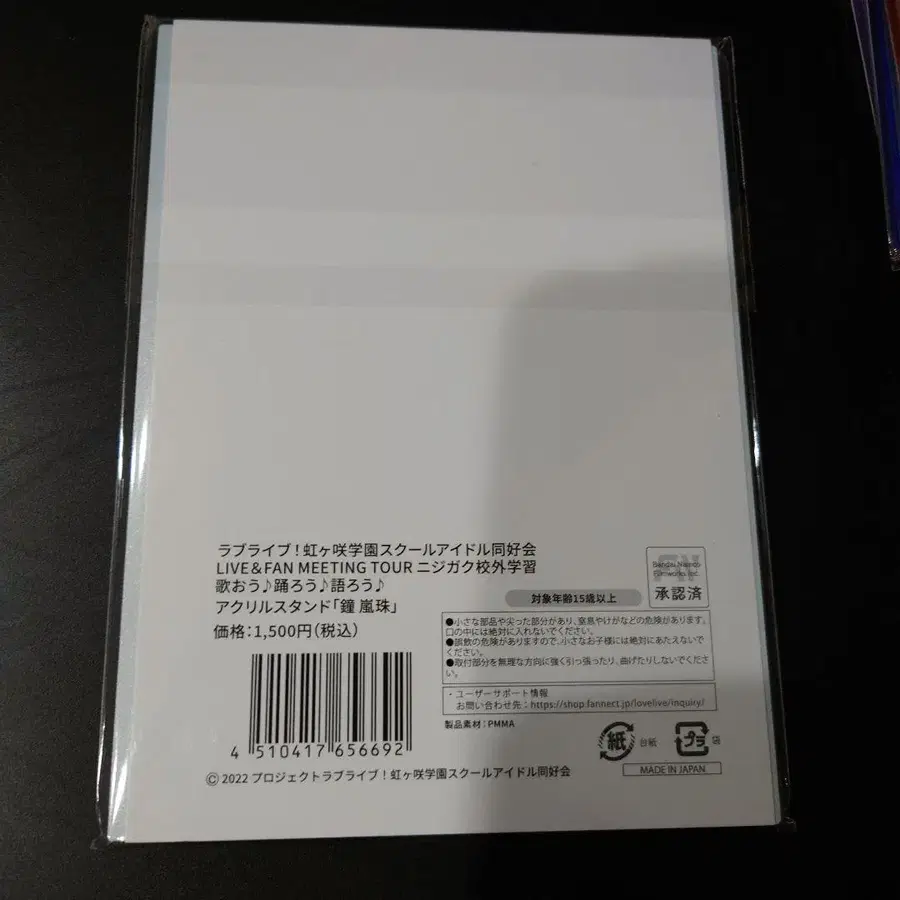 ラブライブ！虹ヶ咲学園スクールアイドル同好会
LIVE＆FAN MEETING TOUR ニジガク校外学習
歌おう♪踊ろう♪語ろう♪
アクリルスタンド「鐘 嵐珠」
価格：1,500円（税込）
4 510417 656692
© 2022 プロジェクトラブライブ！虹ヶ咲学園スクールアイドル同好会
対象年齢15歳以上
Bandai Namco
Filmworks Inc.
承認済
●小さな部品や尖った部分があり、窒息やけがなどの危険があります。
口の中には絶対に入れないでください。
●誤飲の危険がありますので、小さなお子様には絶対にあたえないで
ください。
●取付部分を無理な方向に強く引っ張ったり、曲げたりしないでくださ
い。
・ユーザーサポート情報
お問い合わせ先：https://shop.fannect.jp/lovelive/inquiry/
製品素材：PMMA
紙 台紙
プラ 袋
MADE IN JAPAN